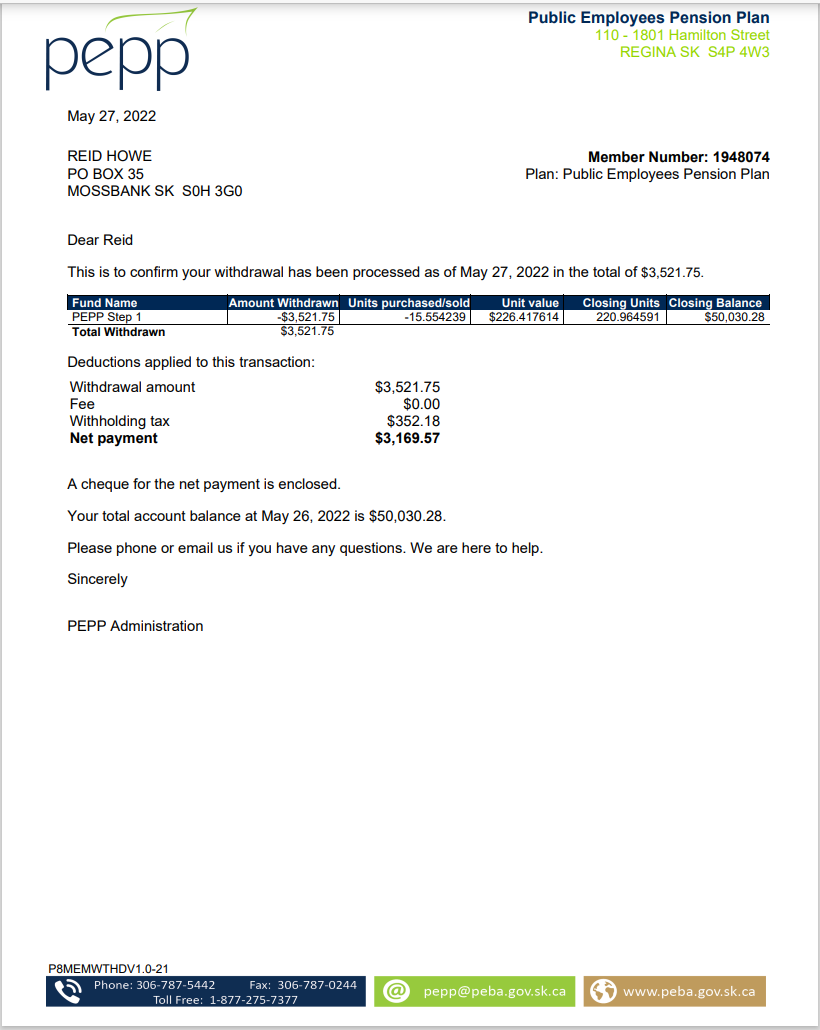 pepp
Public Employees Pension Plan
110 - 1801 Hamilton Street
REGINA SK  S4P 4W3
May 27, 2022
REID HOWE
PO BOX 35
MOSSBANK SK  S0H 3G0
Member Number: 1948074
Plan: Public Employees Pension Plan
Dear Reid
This is to confirm your withdrawal has been processed as of May 27, 2022 in the total of $3,521.75.
Fund Name Amount Withdrawn Units purchased/sold Unit value Closing Units Closing Balance
PEPP Step 1 -$3,521.75 -15.554239 $226.417614 220.964591 $50,030.28
Total Withdrawn $3,521.75
Deductions applied to this transaction:
Withdrawal amount $3,521.75
Fee $0.00
Withholding tax $352.18
Net payment $3,169.57
A cheque for the net payment is enclosed.
Your total account balance at May 26, 2022 is $50,030.28.
Please phone or email us if you have any questions. We are here to help.
Sincerely
PEPP Administration
P8MEMWTHDV1.0-21
Phone: 306-787-5442 Fax: 306-787-0244
Toll Free: 1-877-275-7377
@ pepp@peba.gov.sk.ca
www.peba.gov.sk.ca